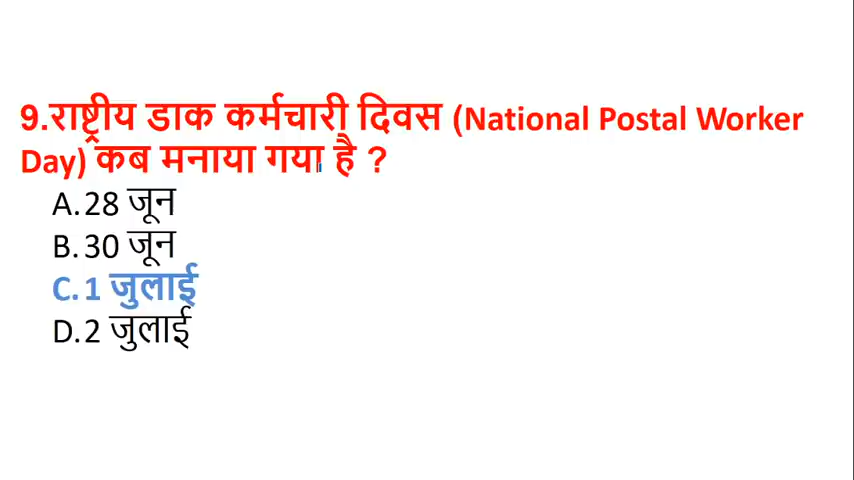 9.राष्ट्रीय डाक कर्मचारी दिवस (National Postal Worker
Day) कब मनाया गया है ?
A.28 जून
B.30 जून
C.1 जुलाई
D.2 जुलाई